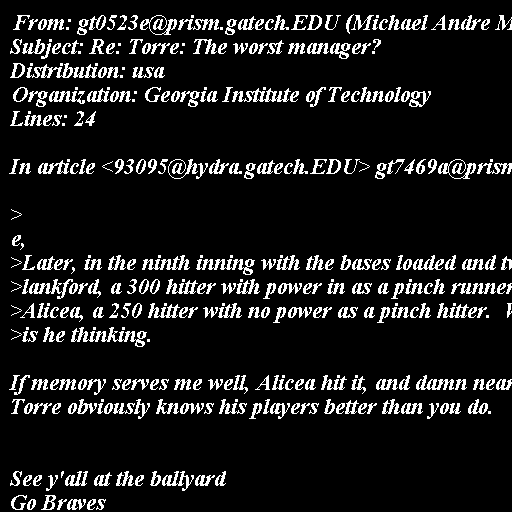 From: gt0523e@prism.gatech.EDU (Michael Andre M
Subject: Re: Torre: The worst manager?
Distribution: usa
Organization: Georgia Institute of Technology
Lines: 24
In article <93095@hydra.gatech.EDU> gt7469a@prism
>
e,
>Later, in the ninth inning with the bases loaded and tw
>lankford, a 300 hitter with power in as a pinch runner
>Alicea, a 250 hitter with no power as a pinch hitter.  W
>is he thinking.
If memory serves me well, Alicea hit it, and damn near
Torre obviously knows his players better than you do.
See y'all at the ballyard
Go Braves